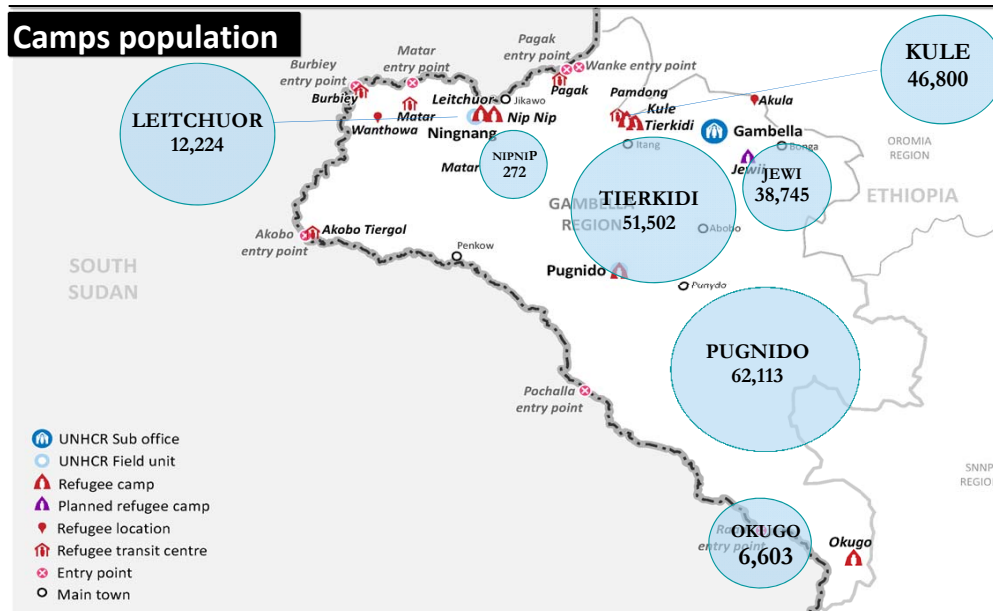 Camps population
Pagak
entry point
Matar
entry point
Burbiey
entry point
Wanke entry point
KULE
46,800
Burbiey
Pagak
Pamdong
Leitchuor
Jikawo
Akula
LEITCHUOR
12,224
Matar
Nip Nip
Kule
Tierkidi
Wanthowa
Ningnang
Gambella
Itang
Bonga
OROMIA
REGION
Matar
NIPNIP
272
Jewii
JEWI
38,745
TIERKIDI
51,502
GAMBELLA
REGION
ETHIOPIA
Akobo
entry point
Akobo Tiergol
Abobo
Penkow
SOUTH
SUDAN
Pugnido
Punydo
PUGNIDO
62,113
Pochalla
entry point
UNHCR Sub office
UNHCR Field unit
Refugee camp
Planned refugee camp
Refugee location
Refugee transit centre
Entry point
Main town
SNNP
REGIO
OKUGO
6,603
entry point
Okugo